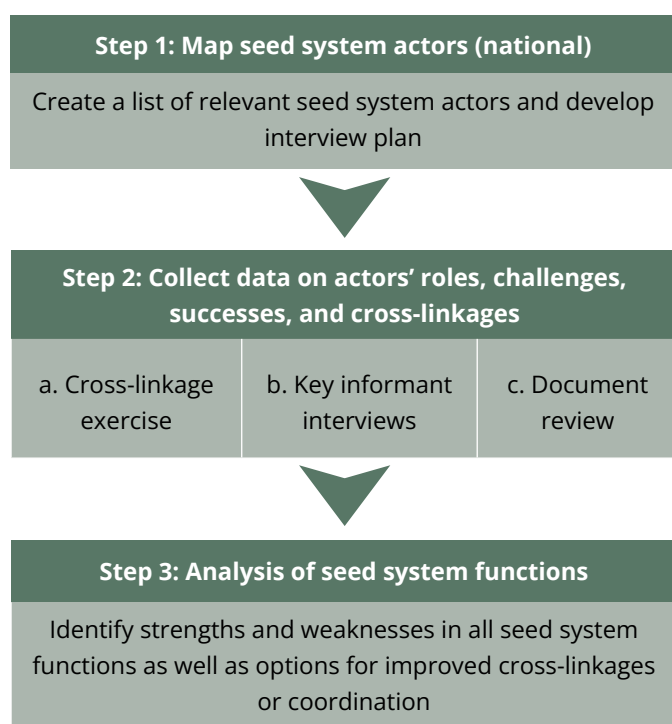 Step 1: Map seed system actors (national)
Create a list of relevant seed system actors and develop
interview plan
Step 2: Collect data on actors’ roles, challenges,
successes, and cross-linkages
a. Cross-linkage
exercise
b. Key informant
interviews
c. Document
review
Step 3: Analysis of seed system functions
Identify strengths and weaknesses in all seed system
functions as well as options for improved cross-linkages
or coordination